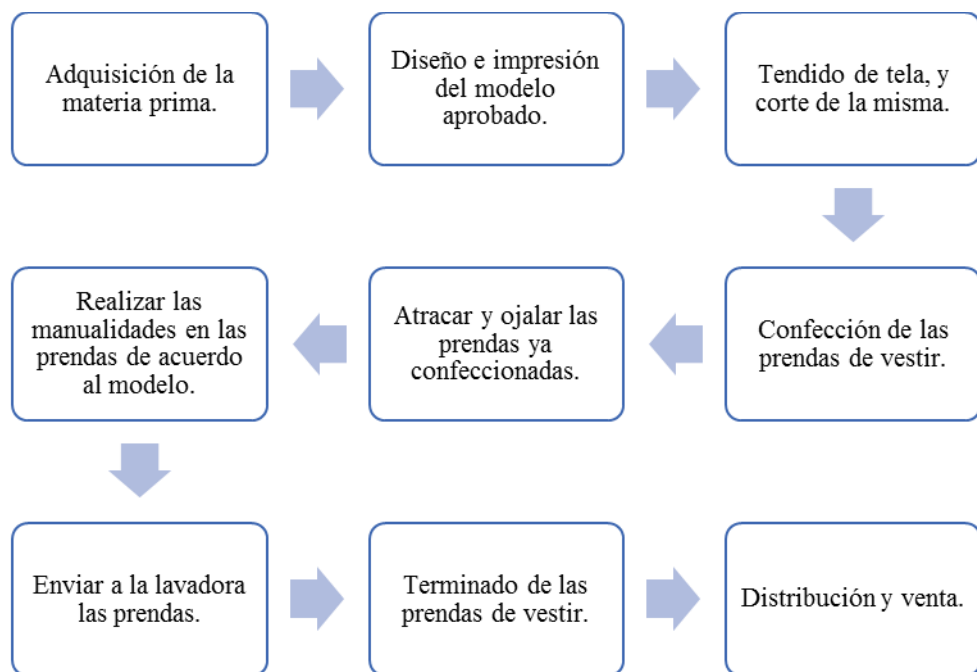 Adquisición de la
materia prima.
Diseño e impresión
del modelo
aprobado.
Tendido de tela, y
corte de la misma.
Confección de las
prendas de vestir.
Atracar y ojalar las
prendas ya
confeccionadas.
Realizar las
manualidades en las
prendas de acuerdo
al modelo.
Enviar a la lavadora
las prendas.
Terminado de las
prendas de vestir.
Distribución y venta.